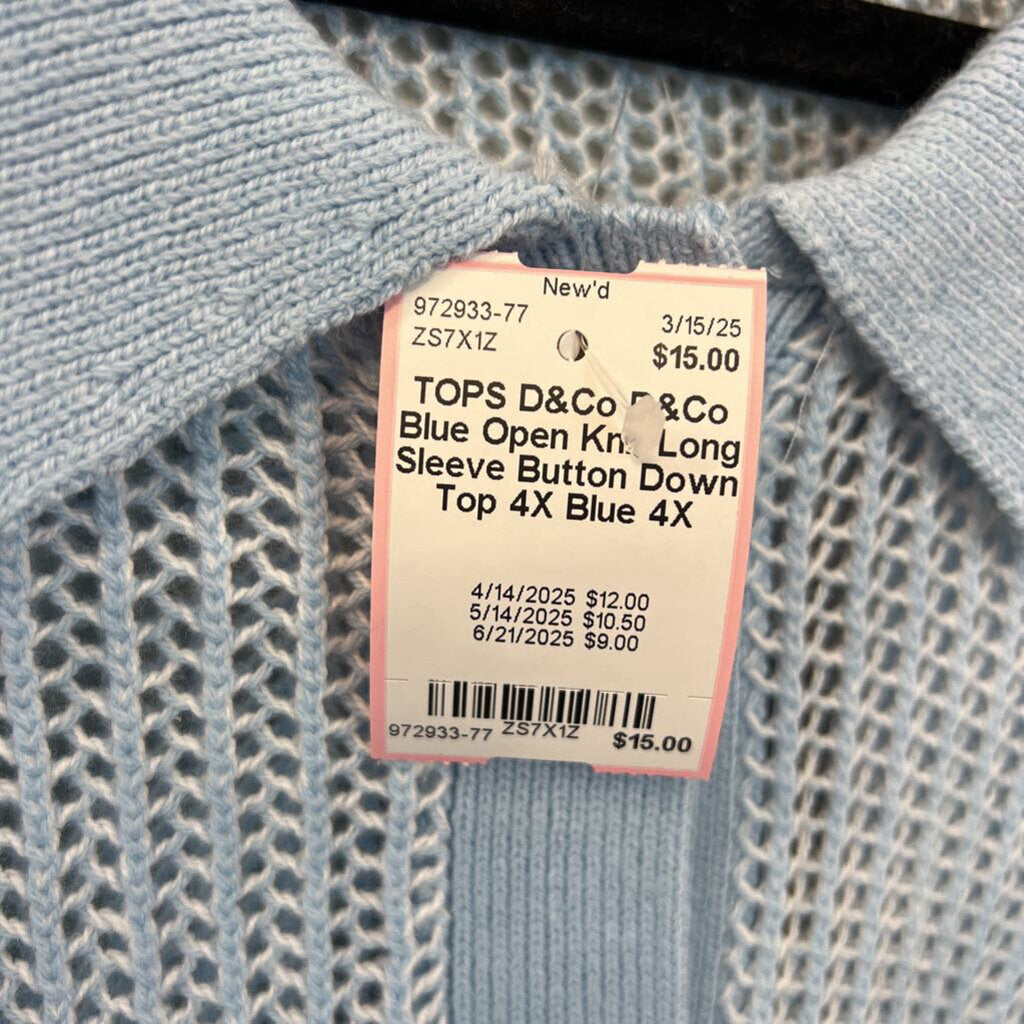 New'd
972933-77 3/15/25
ZS7X1Z $15.00
TOPS D&Co D&Co
Blue Open Long
Sleeve Button Down
Top 4X Blue 4X
4/14/2025 $12.00
5/14/2025 $10.50
6/21/2025 $9.00
972933-77 ZS7X1Z $15.00